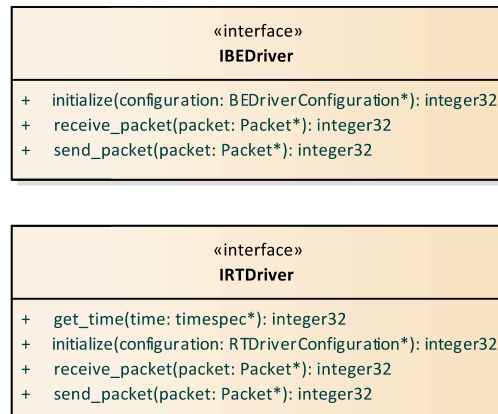 «interface»
IBEDriver
+ initialize(configuration: BEDriverConfiguration*): integer32
+ receive_packet(packet: Packet*): integer32
+ send_packet(packet: Packet*): integer32
«interface»
IRTDriver
+ get_time(time: timespec*): integer32
+ initialize(configuration: RTDriverConfiguration*): integer32
+ receive_packet(packet: Packet*): integer32
+ send_packet(packet: Packet*): integer32